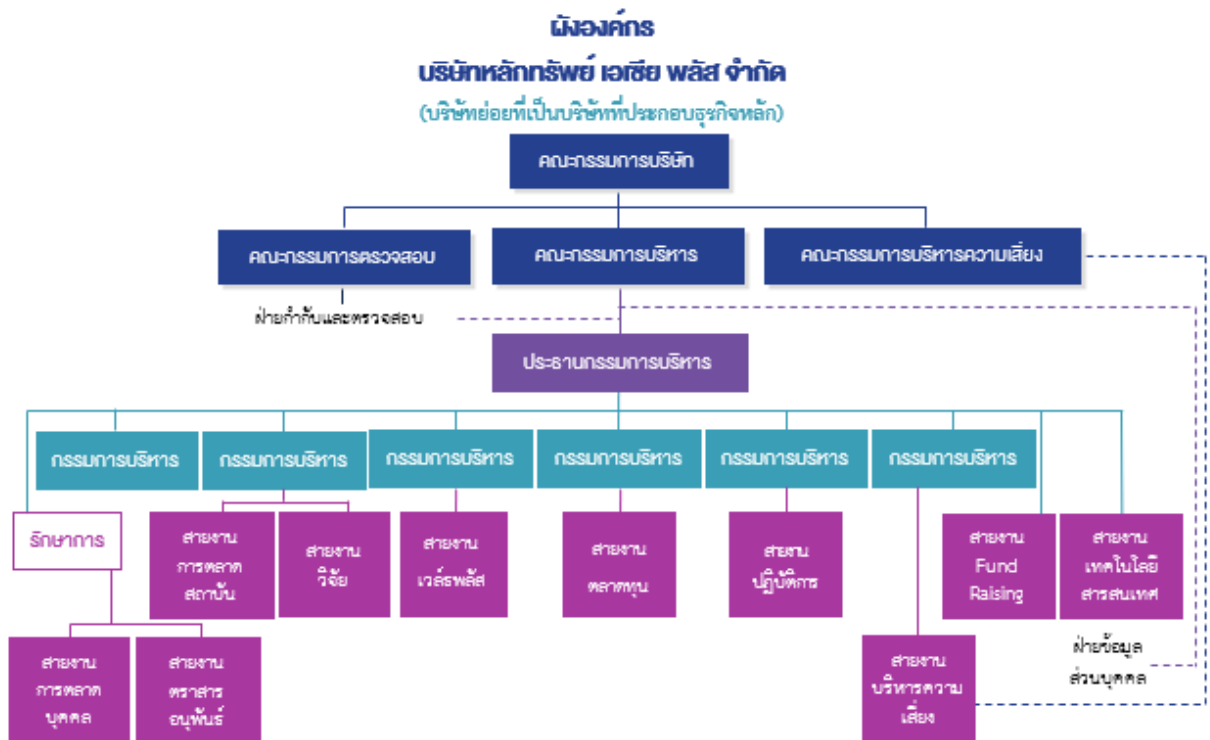 ผังองค์กร
บริษัทหลักทรัพย์ เอเซีย พลัส จำกัด
(บริษัทย่อยที่เป็นบริษัทที่ประกอบธุรกิจหลัก)
คณะกรรมการบริษัท
คณะกรรมการตรวจสอบ
คณะกรรมการบริหาร
คณะกรรมการบริหารความเสี่ยง
ฝ่ายกำกับและตรวจสอบ
ประธานกรรมการบริหาร
กรรมการบริหาร
กรรมการบริหาร
กรรมการบริหาร
กรรมการบริหาร
กรรมการบริหาร
กรรมการบริหาร
รักษาการ
สายงาน
การตลาด
สถาบัน
สายงาน
วิจัย
สายงาน
เวล์ธพลัส
สายงาน
ตลาดทุน
สายงาน
ปฏิบัติการ
สายงาน
Fund
Raising
สายงาน
เทคโนโลยี
สารสนเทศ
สายงาน
การตลาด
บุคคล
สายงาน
ตราสาร
อนุพันธ์
สายงาน
บริหารความ
เสี่ยง
ฝ่ายข้อมูล
ส่วนบุคคล